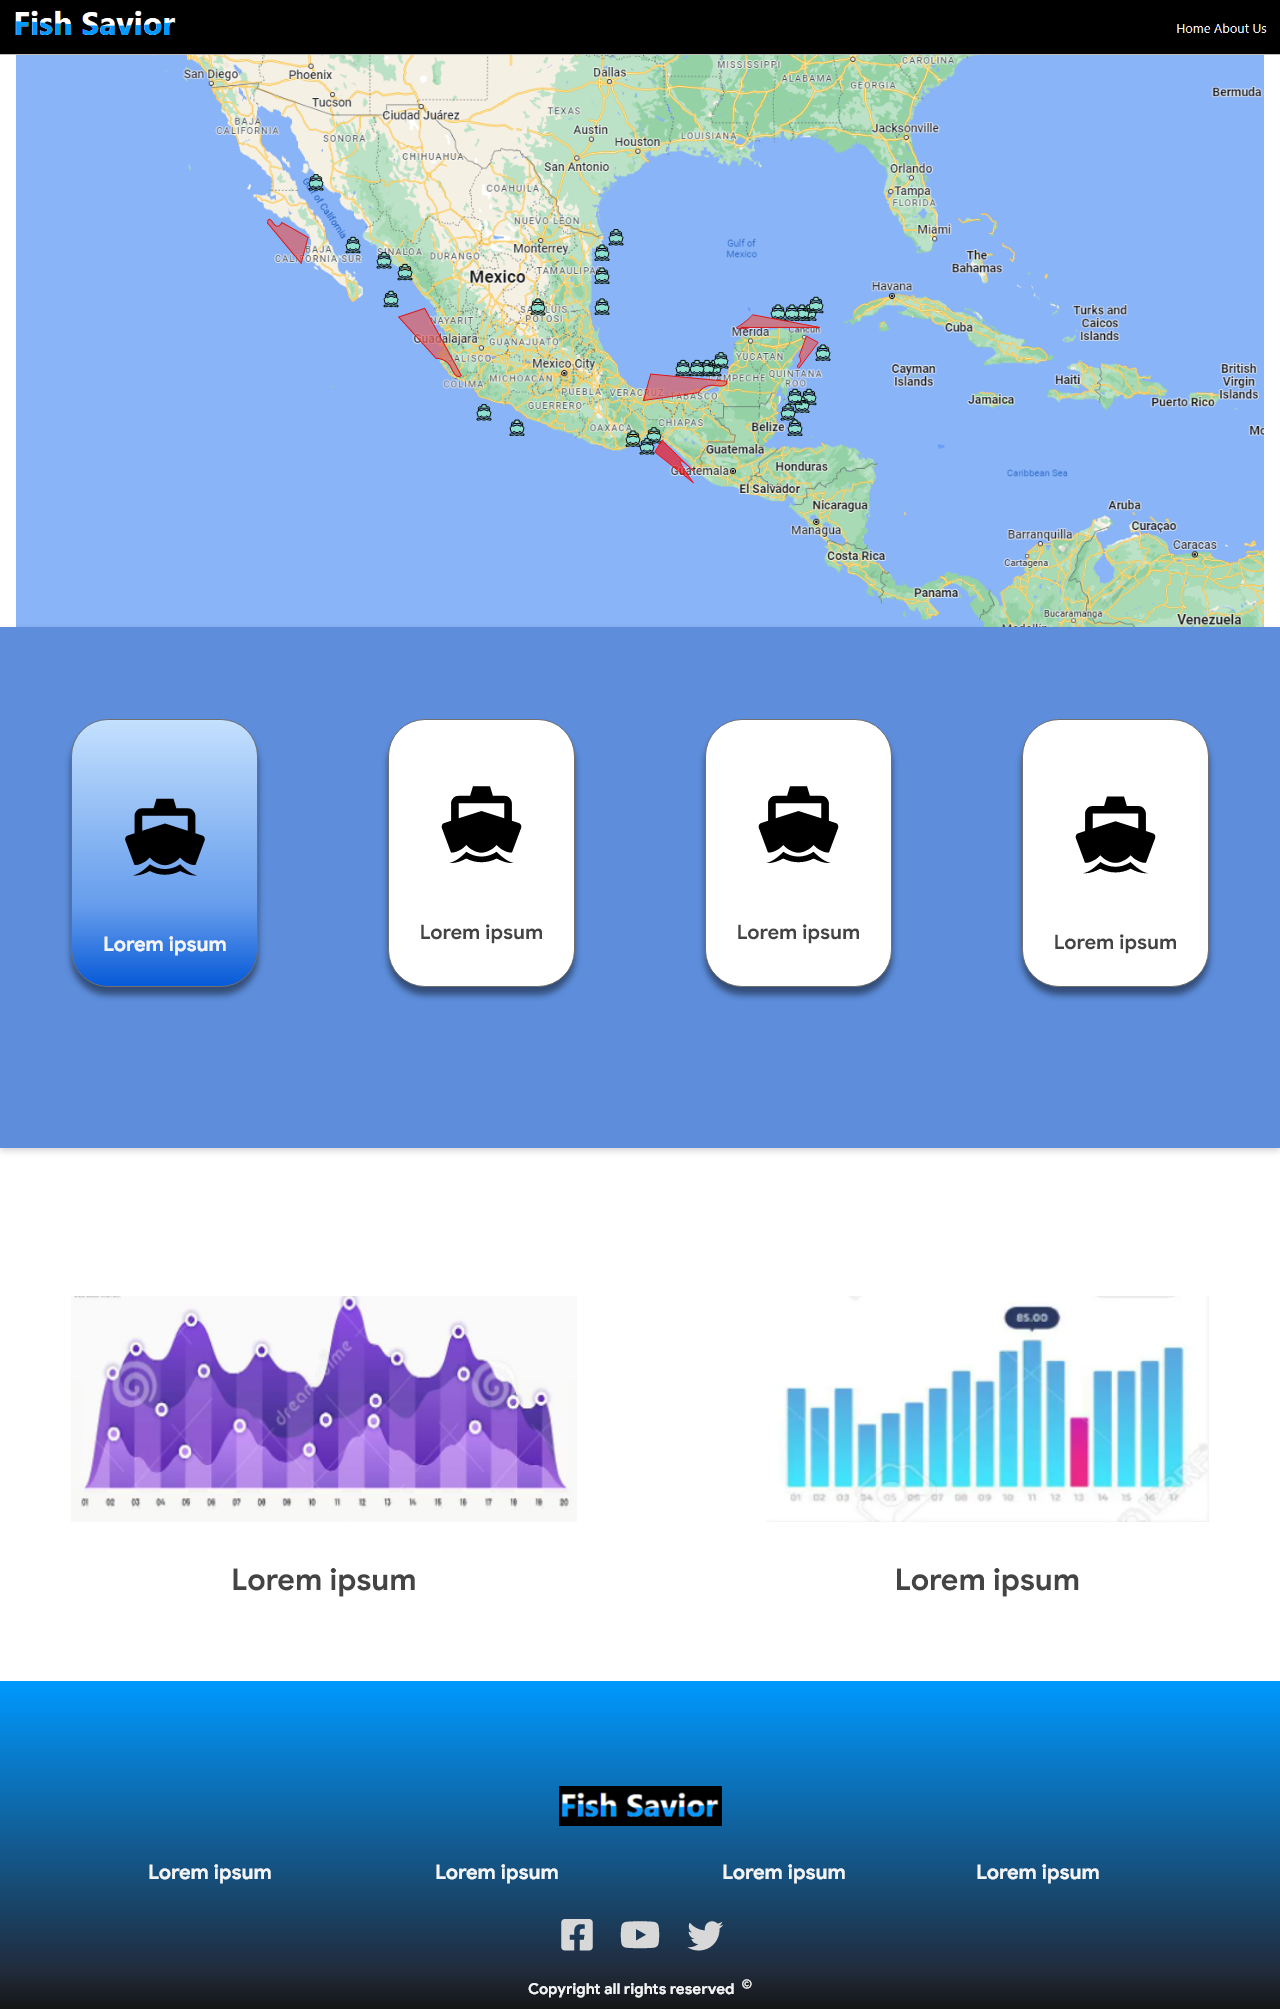 Fish Savior
Home About Us
San Diego
Phoenix
Tucson
Ciudad Juárez
Dallas
MISSISSIPPI
ALABAMA
GEORGIA
CAROLINA
Bermuda
TEXAS
Austin
Houston
San Antonio
LOUISIANA
Jacksonville
BAJA
CALIFORNIA
SONORA
CHIHUAHUA
COAHUILA
Orlando
Tampa
FLORIDA
Miami
of California
NUEVO LEON
Monterrey
SINALOA
DURANGO
TAMAULIPA
BAJA
CALIFORNIA SUR
Mexico
Gulf of
Mexico
The
Bahamas
Havana
Cuba
Turks and
Caicos
Islands
SAN LUIS
POTOSI
NAYARIT
Guadalajara
GUANAJUATO
JALISCO
Mexico City
COLIMA
MICHOACÁN
PUEBLA
VERACRUZ
GUERRERO
Merida
Cancún
YUCATAN
QUINTANA
ROO
CAMPECHE
TABASCO
Cayman
Islands
Haiti
Jamaica
Puerto Rico
British
Virgin
Islands
OAXACA
CHIAPAS
Belize
Guatemala
Guatemala
Honduras
El Salvador
Nicaragua
Managua
Costa Rica
Panama
Caribbean Sea
Aruba
Curaçao
Barranquilla
Cartagena
Caracas
Bucaramanga
Medellín
Venezuela
Lorem ipsum
Lorem ipsum
Lorem ipsum
Lorem ipsum
dreamstime
01 02 03 04 05 06 07 08 09 10 11 12 13 14 15 16 17 18 19 20
85.00
01 02 03 04 05 06 07 08 09 10 11 12 13 14 15 16 17
Lorem ipsum
Lorem ipsum
Fish Savior
Lorem ipsum
Lorem ipsum
Lorem ipsum
Lorem ipsum
Copyright all rights reserved ©